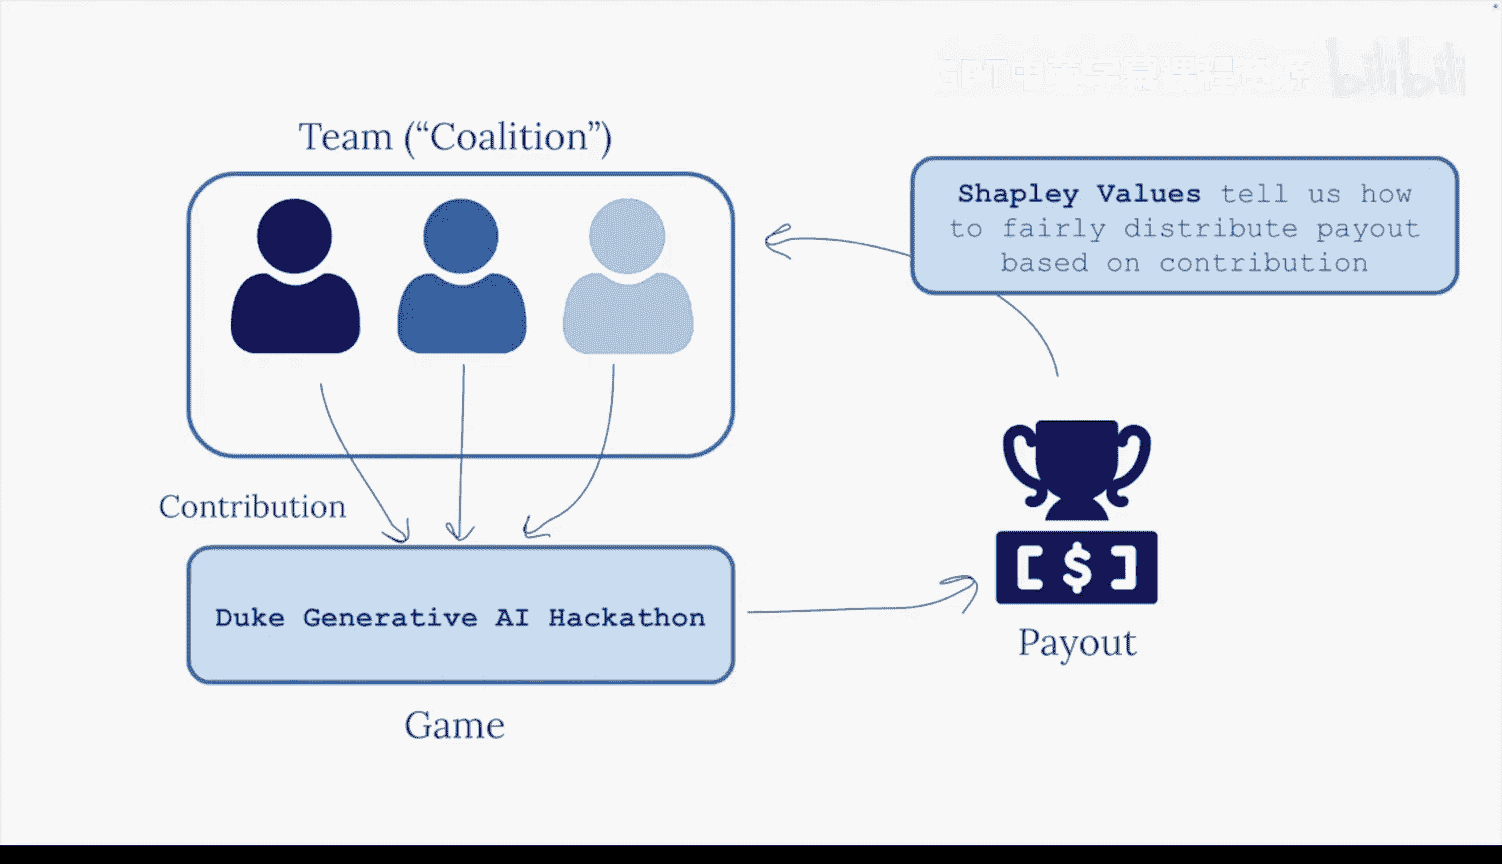 Team (“Coalition”)
Shapley Values tell us how
to fairly distribute payout
based on contribution
Contribution
Duke Generative AI Hackathon
[$]
Payout
Game
bilibili